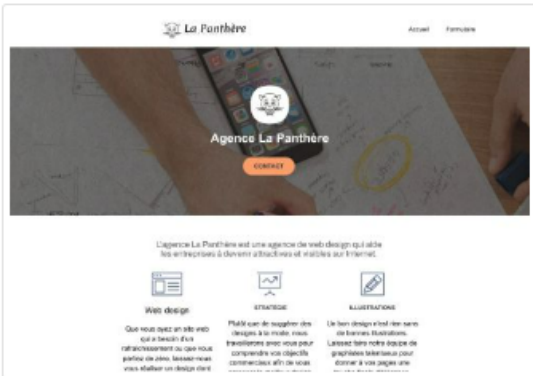 La Panthère
Accueil Formulaire
Agence La Panthère
CONTACT
L'agence La Panthère est une agence de web design qui aide
les entreprises à devenir attractives et visibles sur Internet.
Web design
Que vous ayez un site web
qui a besoin d'un
rafraichissement ou que vous
partiez de zéro, laissez-nous
vous réaliser un design dont
STRATÉGIE
Plutôt que de suggérer des
designs à la mode, nous
travaillerons avec vous pour
comprendre vos objectifs
commerciaux afin de vous
ILLUSTRATIONS
Un bon design n'est rien sans
de bonnes illustrations.
Laissez faire notre équipe de
graphistes talentueux pour
donner à vos pages une